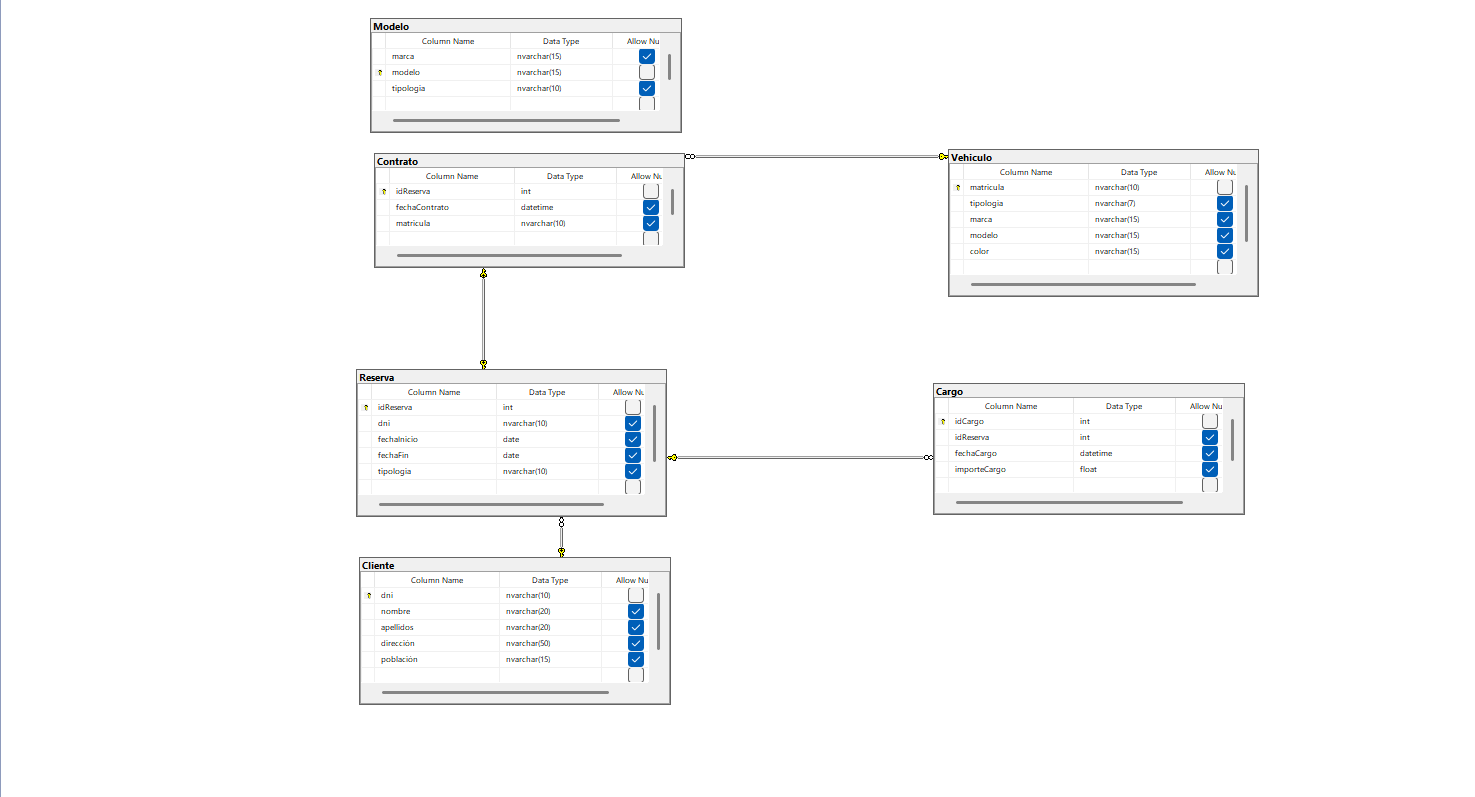 Modelo
Column Name Data Type Allow Nu
marca nvarchar(15)
modelo nvarchar(15)
tipologia nvarchar(10)
Contrato
Column Name Data Type Allow Nu
idReserva int
fechaContrato datetime
matricula nvarchar(10)
Vehiculo
Column Name Data Type Allow Nu
matricula nvarchar(10)
tipologia nvarchar(7)
marca nvarchar(15)
modelo nvarchar(15)
color nvarchar(15)
Reserva
Column Name Data Type Allow Nu
idReserva int
dni nvarchar(10)
fechaInicio date
fechaFin date
tipologia nvarchar(10)
Cargo
Column Name Data Type Allow Nu
idCargo int
idReserva int
fechaCargo datetime
importeCargo float
Cliente
Column Name Data Type Allow Nu
dni nvarchar(10)
nombre nvarchar(20)
apellidos nvarchar(20)
dirección nvarchar(50)
población nvarchar(15)